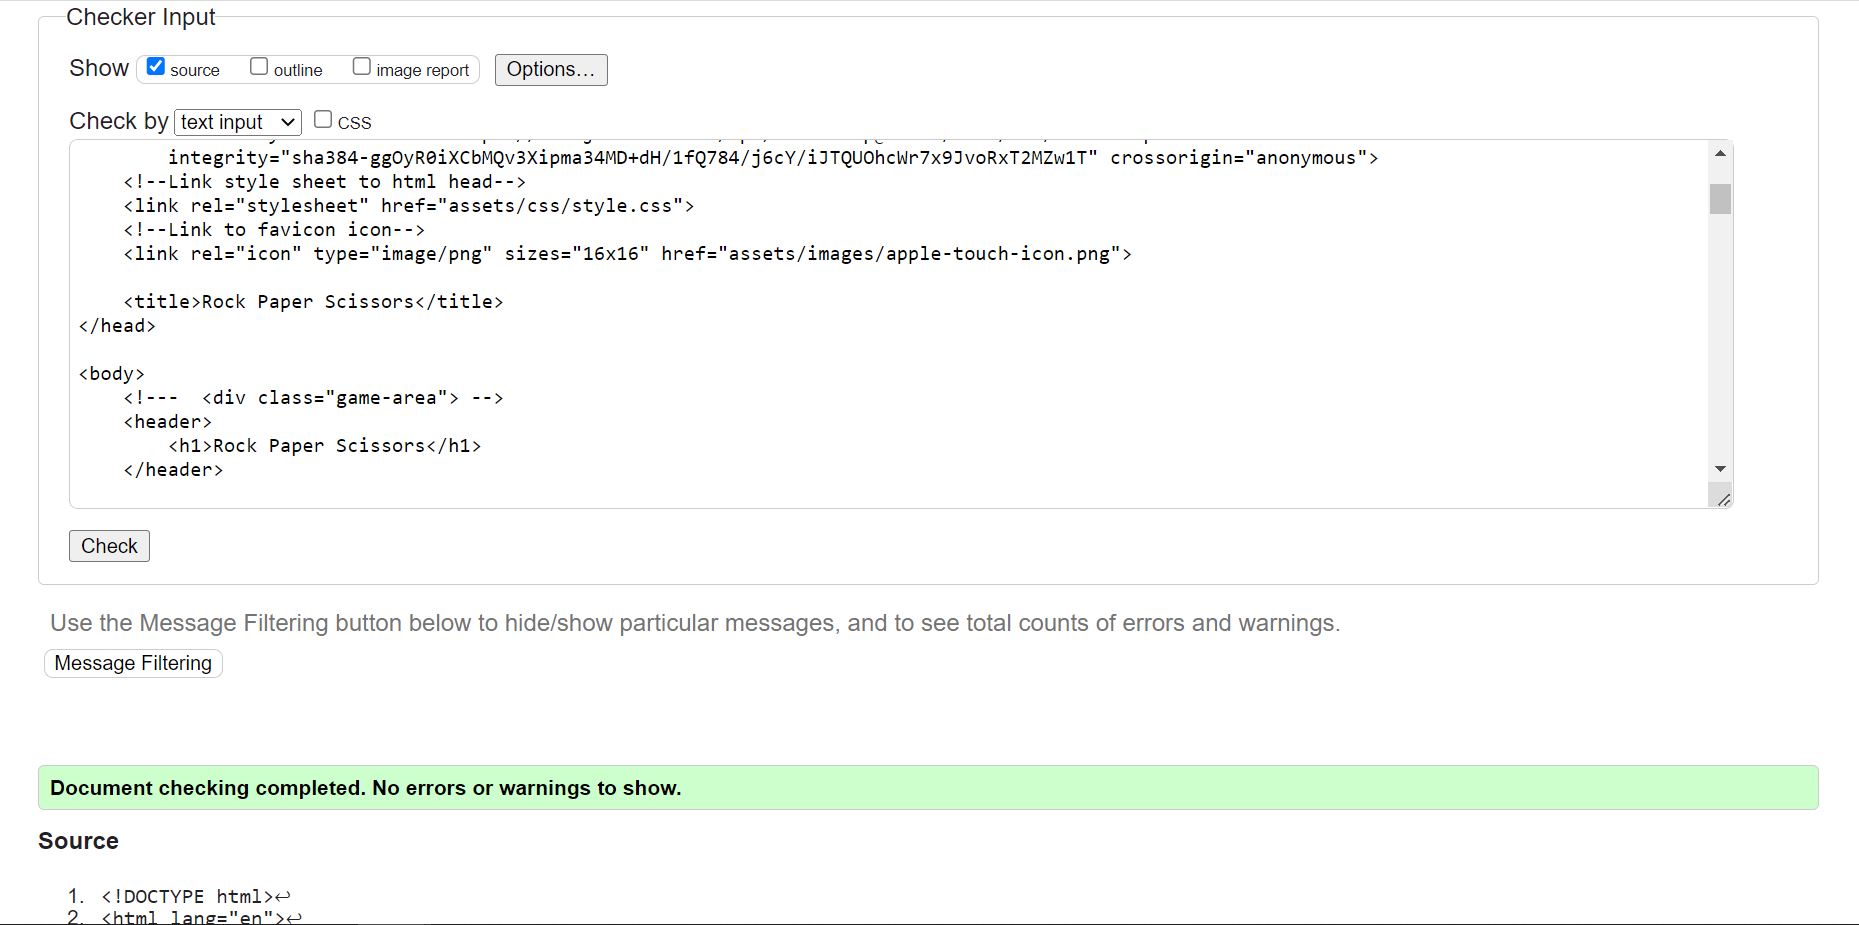 Checker Input
Show source outline image report Options...
Check by text input CSS
integrity="sha384-ggOyR0iXCbMQv3Xipma34MD+dH/1fQ784/j6cY/iJTQUOhcWr7x9JvoRxT2MZw1T" crossorigin="anonymous">
<!--Link style sheet to html head-->
<link rel="stylesheet" href="assets/css/style.css">
<!--Link to favicon icon-->
<link rel="icon" type="image/png" sizes="16x16" href="assets/images/apple-touch-icon.png">
<title>Rock Paper Scissors</title>
</head>
<body>
<!---  <div class="game-area"> -->
<header>
<h1>Rock Paper Scissors</h1>
</header>
Check
Use the Message Filtering button below to hide/show particular messages, and to see total counts of errors and warnings.
Message Filtering
Document checking completed. No errors or warnings to show.
Source
1. <!DOCTYPE html>↩
2. <html lang="en">↩